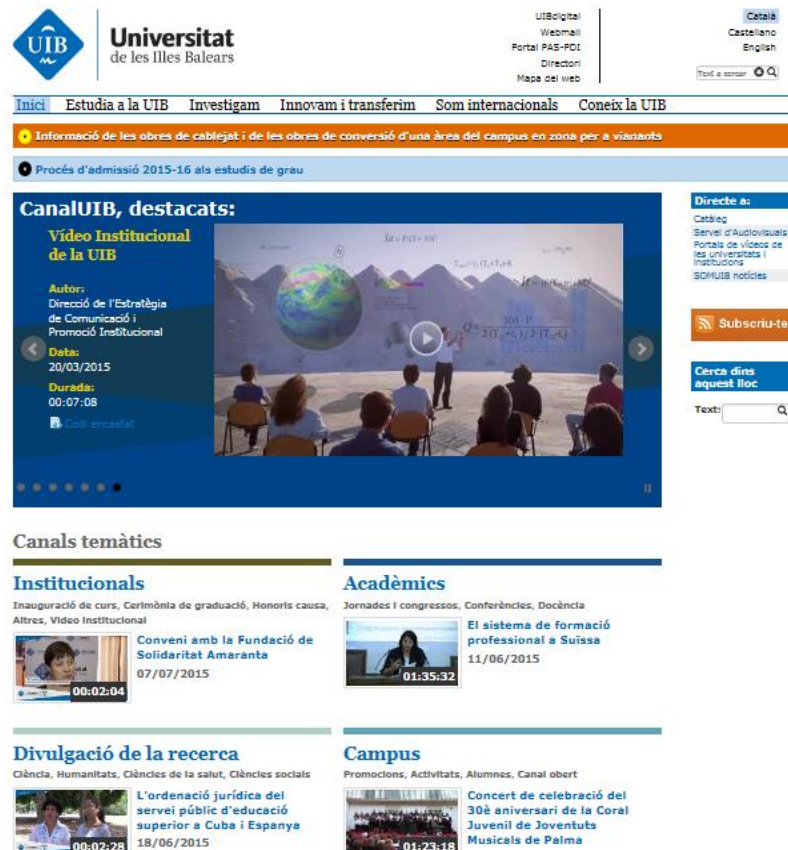 UIB
Universitat
de les Illes Balears
UIBdigital
Webmail
Portal PAS-PDI
Directori
Mapa del web
Català
Castellano
English
Text a cercar
Inici Estudia a la UIB Investigam Innovam i transferim Som internacionals Coneix la UIB
Informació de les obres de cablejat i de les obres de conversió d'una àrea del campus en zona per a vianants
Procés d'admissió 2015-16 als estudis de grau
CanalUIB, destacats:
Vídeo Institucional
de la UIB
Autor:
Direcció de l'Estratègia
de Comunicació i
Promoció Institucional
Data:
20/03/2015
Durada:
00:07:08
Codi encastat
Directe a:
Catàleg
Servei d'Audiovisuals
Portals de vídeos de
les universitats i
institucions
SOMUIB notícies
Subscriu-te
Cerca dins
aquest lloc
Text:
Canals temàtics
Institucionals
Inauguració de curs, Cerimònia de graduació, Honoris causa,
Altres, Video Institucional
Conveni amb la Fundació de
Solidaritat Amaranta
07/07/2015
00:02:04
Acadèmics
Jornades i congressos, Conferències, Docència
El sistema de formació
professional a Suïssa
11/06/2015
01:35:32
Divulgació de la recerca
Ciència, Humanitats, Ciències de la salut, Ciències socials
L'ordenació jurídica del
servei públic d'educació
superior a Cuba i Espanya
18/06/2015
00:02:28
Campus
Promocions, Activitats, Alumnes, Canal obert
Concert de celebració del
30è aniversari de la Coral
Juvenil de Joventuts
Musicals de Palma
01:23:18